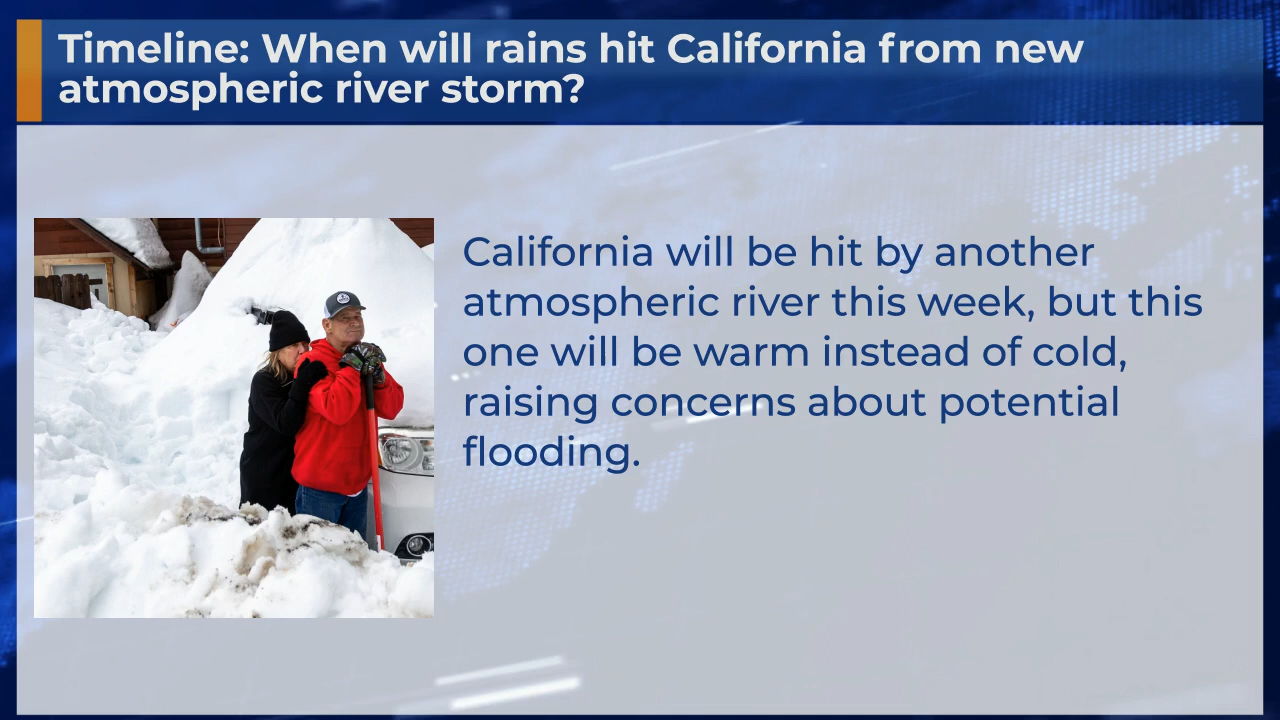 Timeline: When will rains hit California from new
atmospheric river storm?
California will be hit by another
atmospheric river this week, but this
one will be warm instead of cold,
raising concerns about potential
flooding.